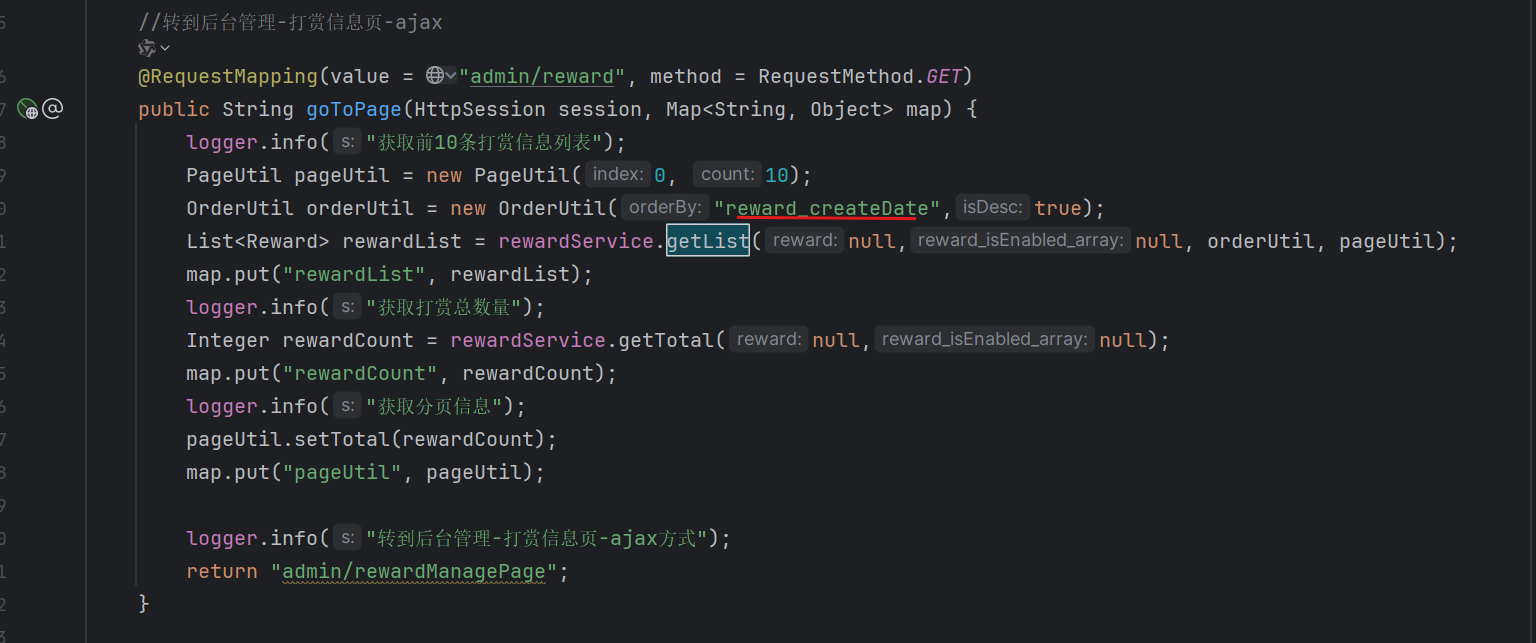 //转到后台管理-打赏信息页-ajax
@RequestMapping(value = "admin/reward", method = RequestMethod.GET)
public String goToPage(HttpSession session, Map<String, Object> map) {
logger.info( s: "获取前10条打赏信息列表");
PageUtil pageUtil = new PageUtil( index: 0, count: 10);
OrderUtil orderUtil = new OrderUtil( orderBy: "reward_createDate", isDesc: true);
List<Reward> rewardList = rewardService.getList( reward: null, reward_isEnabled_array: null, orderUtil, pageUtil);
map.put("rewardList", rewardList);
logger.info( s: "获取打赏总数量");
Integer rewardCount = rewardService.getTotal( reward: null, reward_isEnabled_array: null);
map.put("rewardCount", rewardCount);
logger.info( s: "获取分页信息");
pageUtil.setTotal(rewardCount);
map.put("pageUtil", pageUtil);
logger.info( s: "转到后台管理-打赏信息页-ajax方式");
return "admin/rewardManagePage";
}